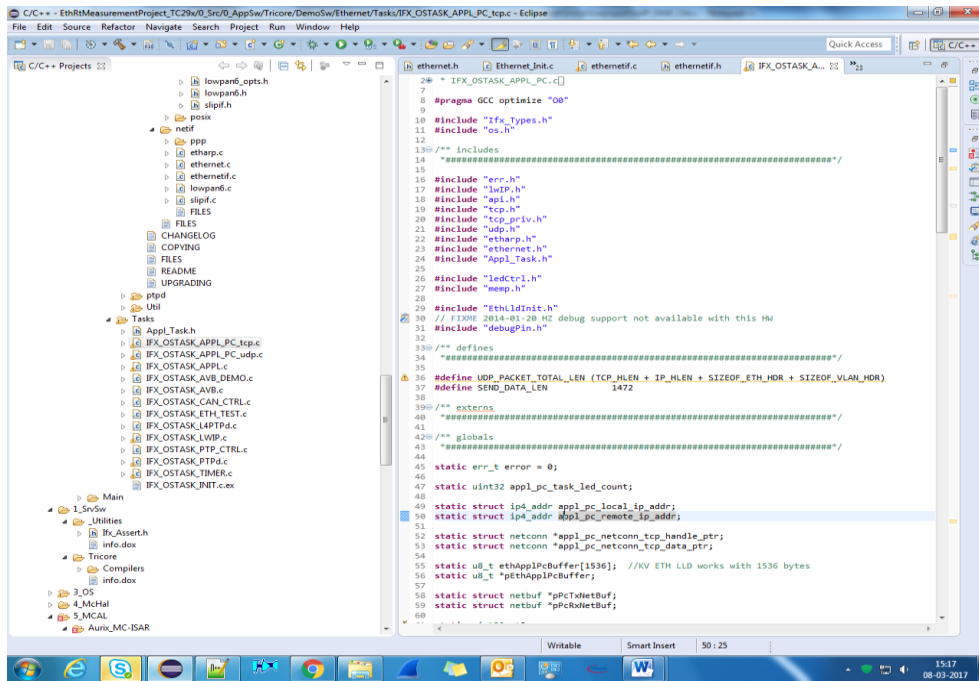 C/C++ - EthRtMeasurementProject_TC29x/0_Src/0_AppSw/Tricore/DemoSw/Ethernet/Tasks/IFX_OSTASK_APPL_PC_tcp.c - Eclipse
File Edit Source Refactor Navigate Search Project Run Window Help
Quick Access
C/C++
C/C++ Projects
lowpan6_opts.h
lowpan6.h
slipif.h
posix
netif
ppp
etharp.c
ethernet.c
ethernetif.c
lowpan6.c
slipif.c
FILES
FILES
CHANGELOG
COPYING
FILES
README
UPGRADING
ptpd
Util
Tasks
Appl_Task.h
IFX_OSTASK_APPL_PC_tcp.c
IFX_OSTASK_APPL_PC_udp.c
IFX_OSTASK_APPL.c
IFX_OSTASK_AVB_DEMO.c
IFX_OSTASK_AVB.c
IFX_OSTASK_CAN_CTRL.c
IFX_OSTASK_ETH_TEST.c
IFX_OSTASK_L4PTPd.c
IFX_OSTASK_LWIP.c
IFX_OSTASK_PTP_CTRL.c
IFX_OSTASK_PTPd.c
IFX_OSTASK_TIMER.c
IFX_OSTASK_INIT.c.ex
Main
1_SrvSw
_Utilities
Ifx_Assert.h
info.dox
Tricore
Compilers
info.dox
3_OS
4_McHal
5_MCAL
Aurix_MC-ISAR
ethernet.h Ethernet_Init.c ethernetif.c ethernetif.h IFX_OSTASK_A... 23
2 * IFX_OSTASK_APPL_PC.c
7
8 #pragma GCC optimize "O0"
9
10 #include "Ifx_Types.h"
11 #include "os.h"
12
13 /** includes
14 *##########################################################################*/
15
16 #include "err.h"
17 #include "lwIP.h"
18 #include "api.h"
19 #include "tcp.h"
20 #include "tcp_priv.h"
21 #include "udp.h"
22 #include "etharp.h"
23 #include "ethernet.h"
24 #include "Appl_Task.h"
25
26 #include "ledCtrl.h"
27 #include "memp.h"
28
29 #include "EthLldInit.h"
30 // FIXME 2014-01-20 HZ debug support not available with this HW
31 #include "debugPin.h"
32
33 /** defines
34 *##########################################################################*/
35
36 #define UDP_PACKET_TOTAL_LEN (TCP_HLEN + IP_HLEN + SIZEOF_ETH_HDR + SIZEOF_VLAN_HDR)
37 #define SEND_DATA_LEN 1472
38
39 /** externs
40 *##########################################################################*/
41
42 /** globals
43 *##########################################################################*/
44
45 static err_t error = 0;
46
47 static uint32 appl_pc_task_led_count;
48
49 static struct ip4_addr appl_pc_local_ip_addr;
50 static struct ip4_addr appl_pc_remote_ip_addr;
51
52 static struct netconn *appl_pc_netconn_tcp_handle_ptr;
53 static struct netconn *appl_pc_netconn_tcp_data_ptr;
54
55 static u8_t ethApplPcBuffer[1536]; //KV ETH LLD works with 1536 bytes
56 static u8_t *pEthApplPcBuffer;
57
58 static struct netbuf *pPcTxNetBuf;
59 static struct netbuf *pPcRxNetBuf;
60
Writable Smart Insert 50 : 25
15:17
08-03-2017